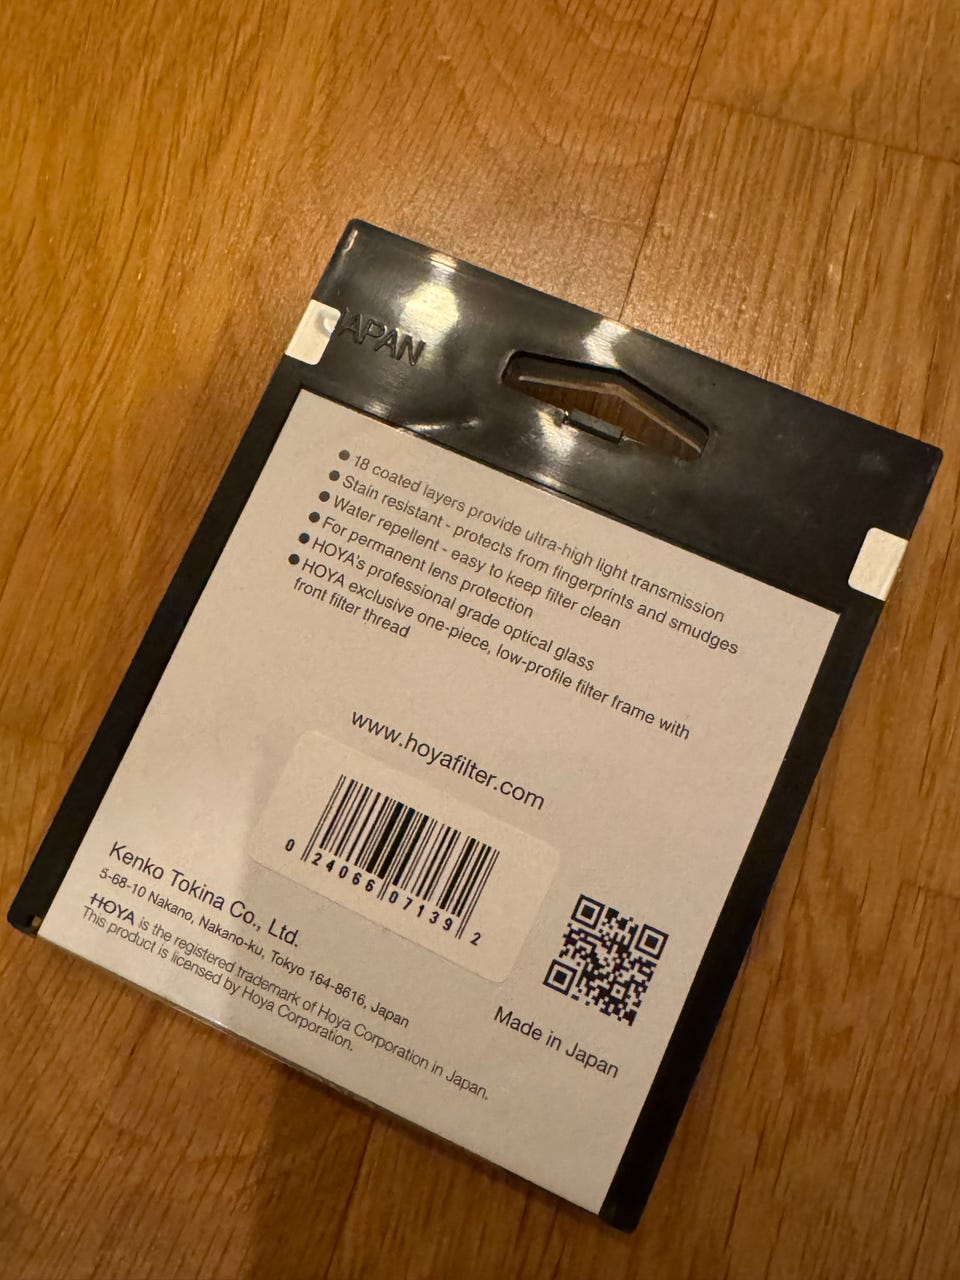 JAPAN
● 18 coated layers provide ultra-high light transmission
● Stain resistant - protects from fingerprints and smudges
● Water repellent - easy to keep filter clean
● For permanent lens protection
● HOYA's professional grade optical glass
● HOYA exclusive one-piece, low-profile filter frame with
front filter thread
www.hoyafilter.com
0 24066 07139 2
Kenko Tokina Co., Ltd.
5-68-10 Nakano, Nakano-ku, Tokyo 164-8616, Japan
HOYA is the registered trademark of Hoya Corporation in Japan.
This product is licensed by Hoya Corporation.
Made in Japan